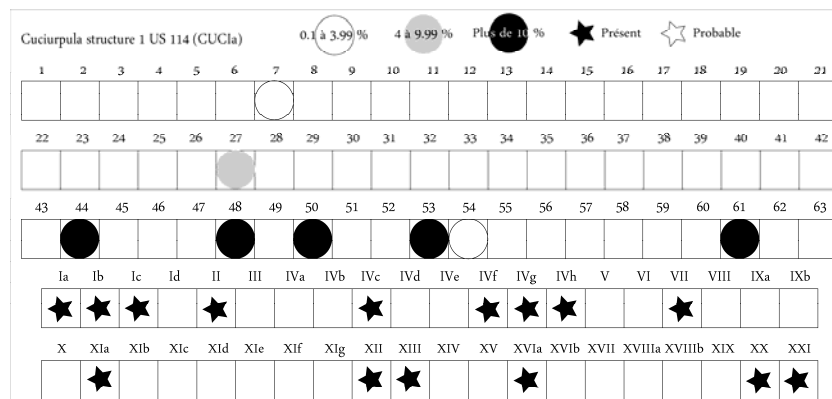 Cuciurpula structure 1 US 114 (CUCIa) 0.1 à 3.99 % 4 à 9.99 % Plus de 10 % Présent Probable
1 2 3 4 5 6 7 8 9 10 11 12 13 14 15 16 17 18 19 20 21
22 23 24 25 26 27 28 29 30 31 32 33 34 35 36 37 38 39 40 41 42
43 44 45 46 47 48 49 50 51 52 53 54 55 56 57 58 59 60 61 62 63
Ia Ib Ic Id II III IVa IVb IVc IVd IVe IVf IVg IVh V VI VII VIII IXa IXb
X XIa XIb XIc XId XIe XIf XIg XII XIII XIV XV XVIa XVIb XVII XVIIIa XVIIIb XIX XX XXI